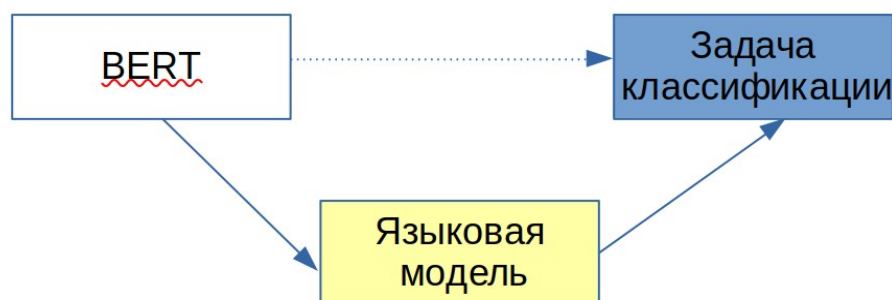 BERT
Задача
классификации
Языковая
модель